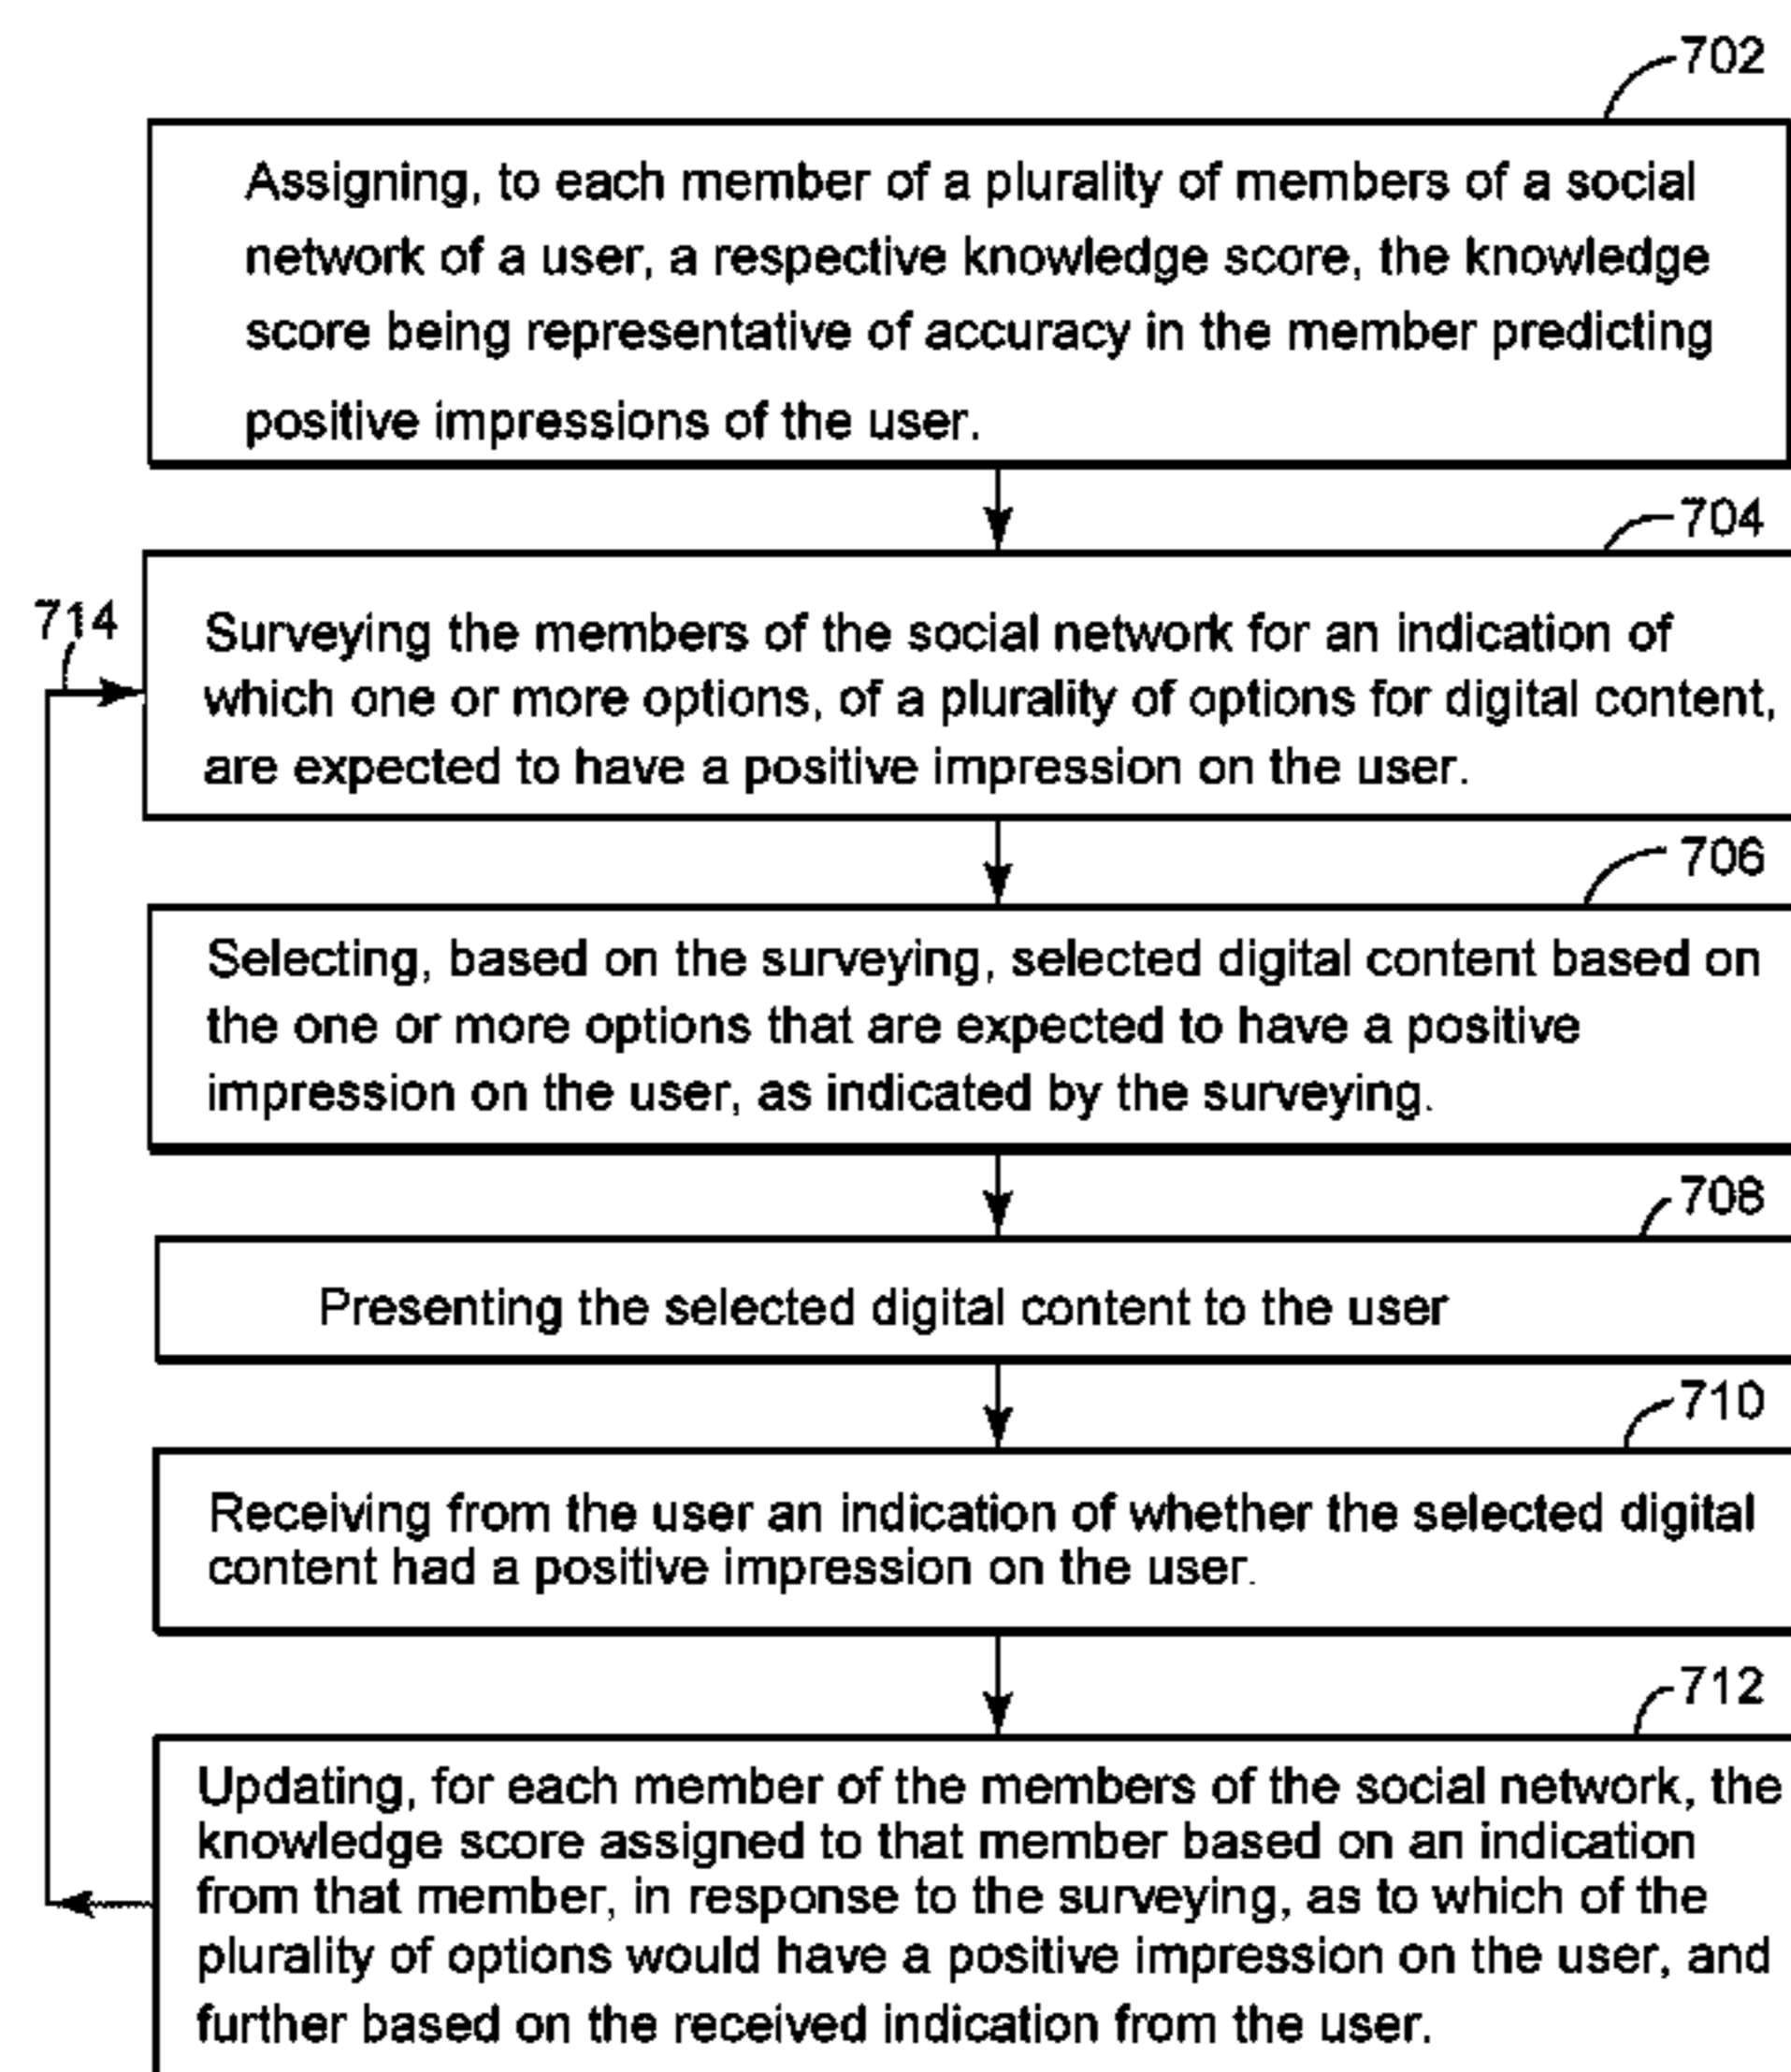 702
Assigning, to each member of a plurality of members of a social
network of a user, a respective knowledge score, the knowledge
score being representative of accuracy in the member predicting
positive impressions of the user.
704
714
Surveying the members of the social network for an indication of
which one or more options, of a plurality of options for digital content,
are expected to have a positive impression on the user.
706
Selecting, based on the surveying, selected digital content based on
the one or more options that are expected to have a positive
impression on the user, as indicated by the surveying.
708
Presenting the selected digital content to the user
710
Receiving from the user an indication of whether the selected digital
content had a positive impression on the user.
712
Updating, for each member of the members of the social network, the
knowledge score assigned to that member based on an indication
from that member, in response to the surveying, as to which of the
plurality of options would have a positive impression on the user, and
further based on the received indication from the user.